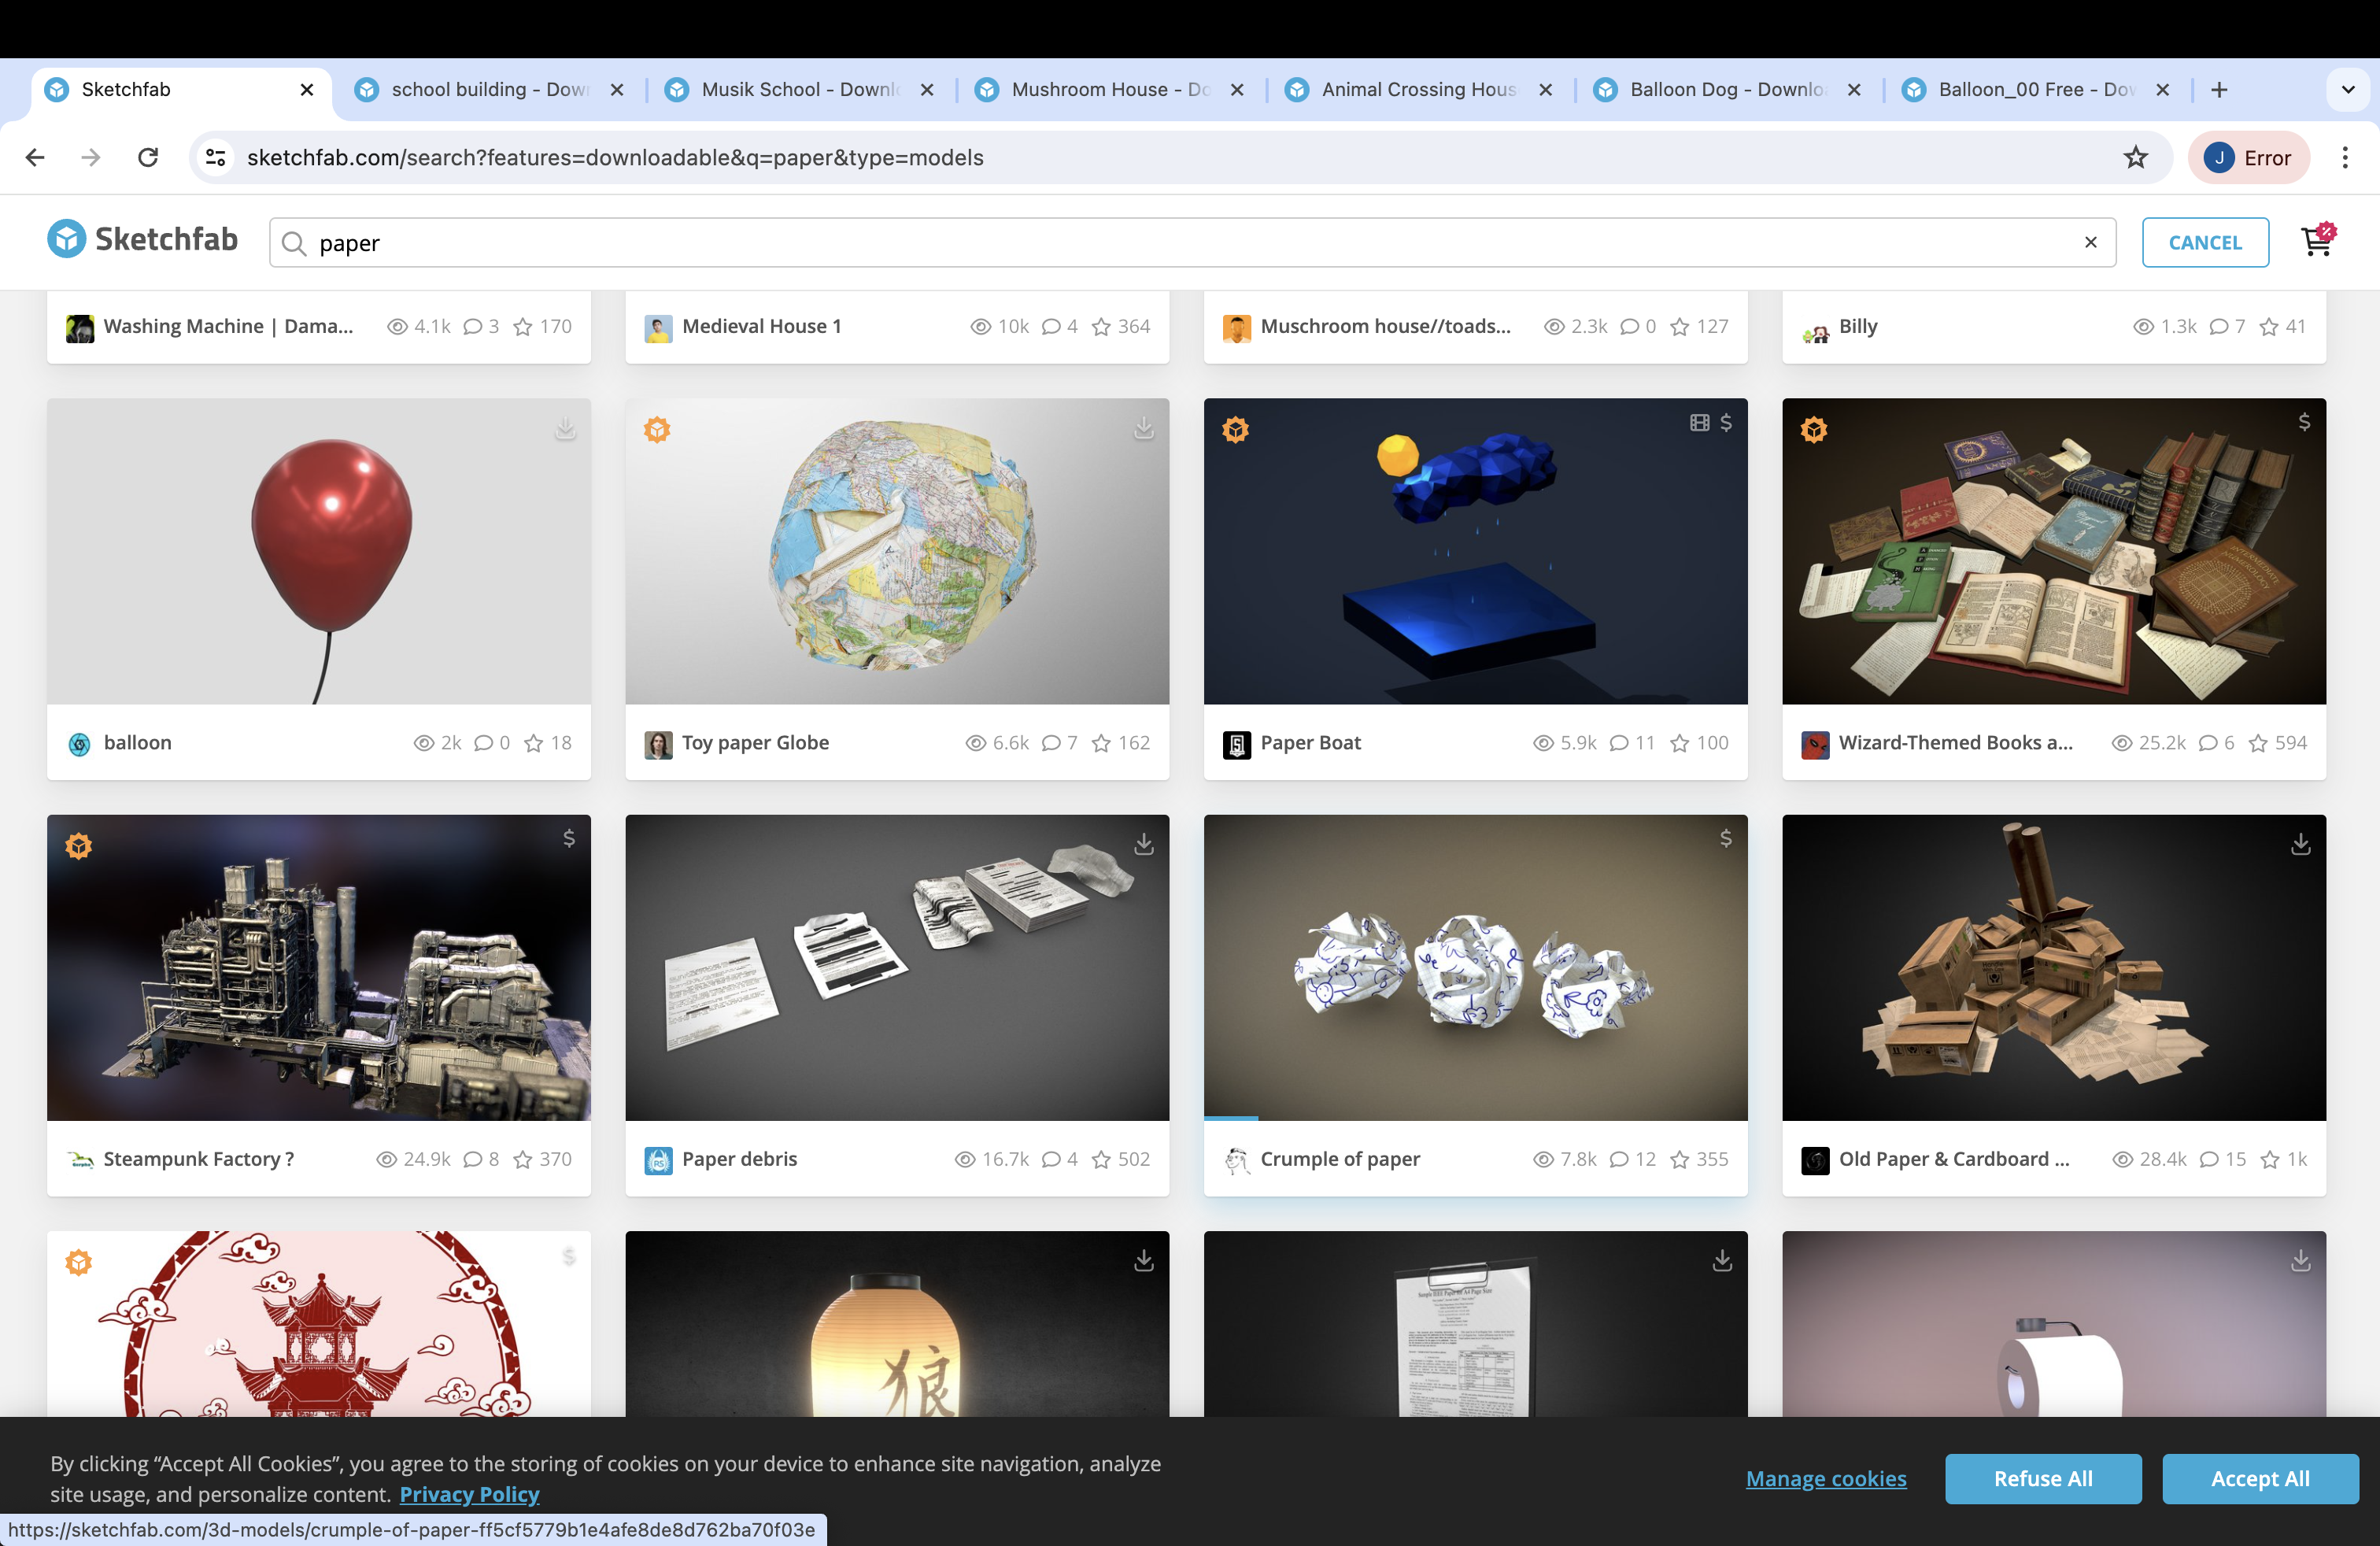 Sketchfab
school building - Dow
Musik School - Downl
Mushroom House - Do
Animal Crossing Hous
Balloon Dog - Downlo
Balloon_00 Free - Dov
sketchfab.com/search?features=downloadable&q=paper&type=models
J Error
Sketchfab
paper
CANCEL
Washing Machine | Dama... 4.1k 3 170
Medieval House 1 10k 4 364
Muschroom house//toads... 2.3k 0 127
Billy 1.3k 7 41
balloon 2k 0 18
Toy paper Globe 6.6k 7 162
Paper Boat 5.9k 11 100
Wizard-Themed Books a... 25.2k 6 594
Steampunk Factory ? 24.9k 8 370
Paper debris 16.7k 4 502
Crumple of paper 7.8k 12 355
Old Paper & Cardboard ... 28.4k 15 1k
狼
Sample IEEE Paper for A4 Page Size
By clicking “Accept All Cookies”, you agree to the storing of cookies on your device to enhance site navigation, analyze
site usage, and personalize content. Privacy Policy
Manage cookies
Refuse All
Accept All
https://sketchfab.com/3d-models/crumple-of-paper-ff5cf5779b1e4afe8de8d762ba70f03e